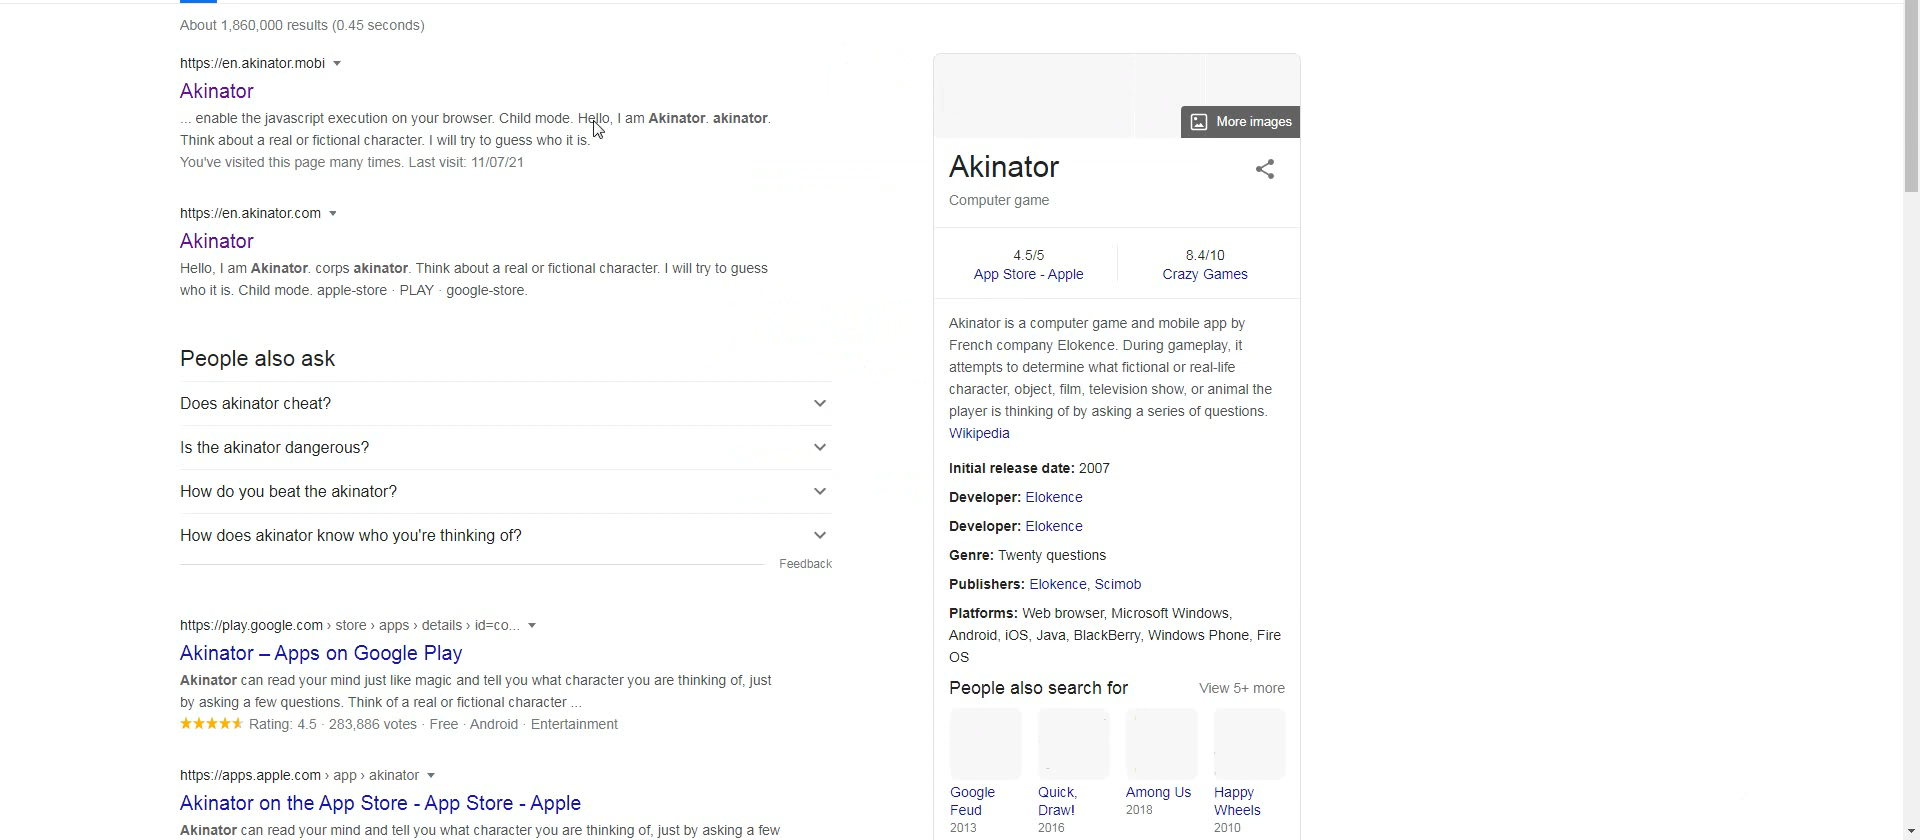 About 1,860,000 results (0.45 seconds)
https://en.akinator.mobi
Akinator
... enable the javascript execution on your browser. Child mode. Hello, I am Akinator. akinator.
Think about a real or fictional character. I will try to guess who it is.
You've visited this page many times. Last visit: 11/07/21
https://en.akinator.com
Akinator
Hello, I am Akinator. corps akinator. Think about a real or fictional character. I will try to guess
who it is. Child mode. apple-store · PLAY · google-store.
People also ask
Does akinator cheat?
Is the akinator dangerous?
How do you beat the akinator?
How does akinator know who you're thinking of?
Feedback
https://play.google.com › store › apps › details › id=co...
Akinator – Apps on Google Play
Akinator can read your mind just like magic and tell you what character you are thinking of, just
by asking a few questions. Think of a real or fictional character ...
Rating: 4.5 · 283,886 votes · Free · Android · Entertainment
https://apps.apple.com › app › akinator
Akinator on the App Store - App Store - Apple
Akinator can read your mind and tell you what character you are thinking of, just by asking a few
More images
Akinator
Computer game
4.5/5
App Store - Apple
8.4/10
Crazy Games
Akinator is a computer game and mobile app by
French company Elokence. During gameplay, it
attempts to determine what fictional or real-life
character, object, film, television show, or animal the
player is thinking of by asking a series of questions.
Wikipedia
Initial release date: 2007
Developer: Elokence
Developer: Elokence
Genre: Twenty questions
Publishers: Elokence, Scimob
Platforms: Web browser, Microsoft Windows,
Android, iOS, Java, BlackBerry, Windows Phone, Fire
OS
People also search for
View 5+ more
Google
Feud
2013
Quick,
Draw!
2016
Among Us
2018
Happy
Wheels
2010